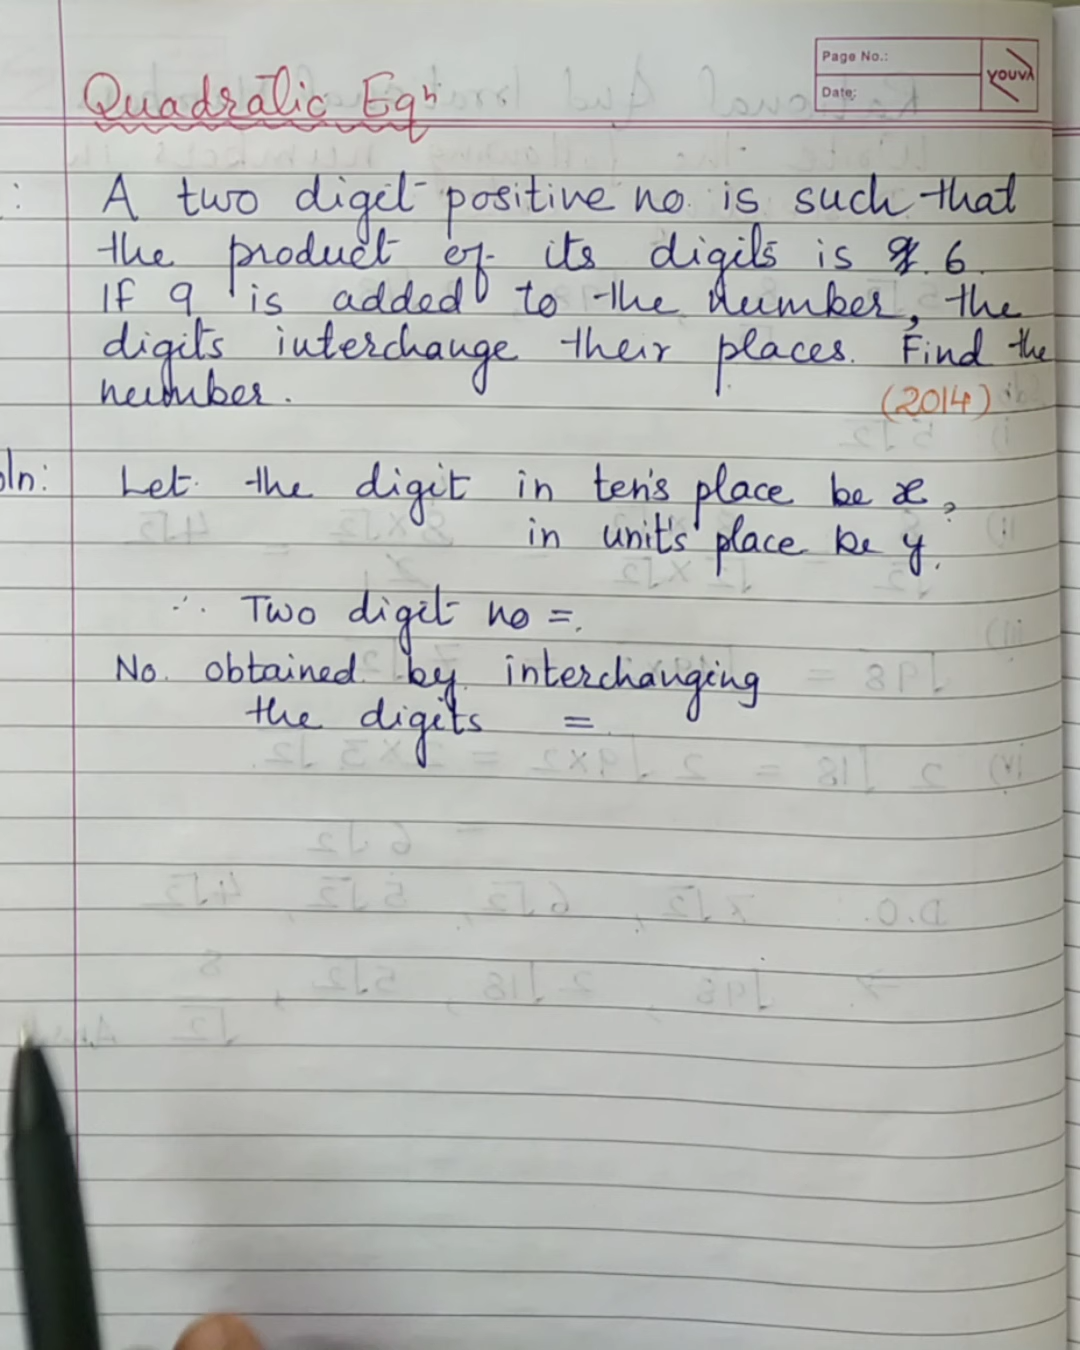 Page No.:
Date:
YOUVA
Quadratic Eqn
A two digit positive no. is such that
the product of its digits is 6.
If 9 is added to the number, the
digits interchange their places. Find the
number.
(2014)
oln: Let the digit in ten's place be x,
in unit's place be y.
∴ Two digit no =.
No. obtained by interchanging
the digits =